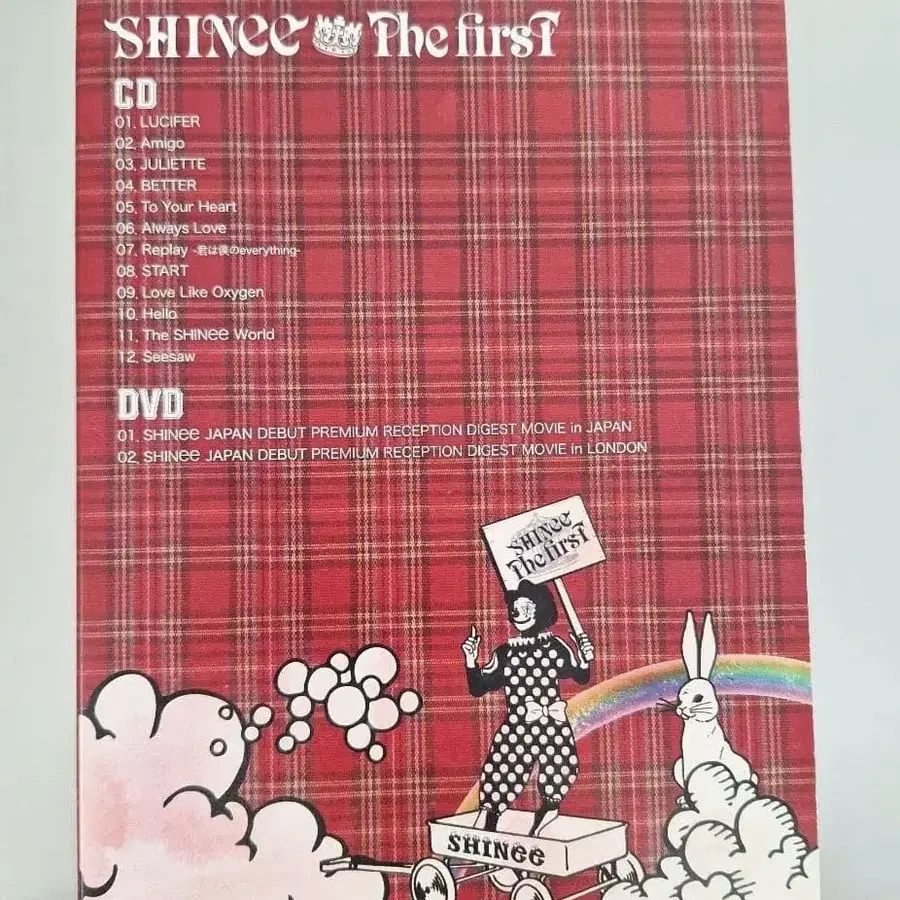 SHINee The first
CD
01. LUCIFER
02. Amigo
03. JULIETTE
04. BETTER
05. To Your Heart
06. Always Love
07. Replay -君は僕のeverything-
08. START
09. Love Like Oxygen
10. Hello
11. The SHINee World
12. Seesaw
DVD
01. SHINee JAPAN DEBUT PREMIUM RECEPTION DIGEST MOVIE in JAPAN
02. SHINee JAPAN DEBUT PREMIUM RECEPTION DIGEST MOVIE in LONDON
SHINee
The first
SHINee